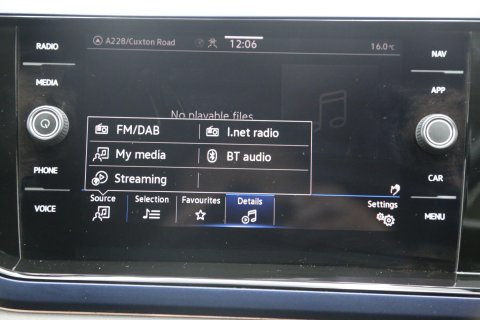 RADIO
A228/Cuxton Road
12:06
16.0°C
NAV
MEDIA
APP
No playable files
FM/DAB
I.net radio
My media
BT audio
Streaming
PHONE
CAR
VOICE
Source
Selection
Favourites
Details
Settings
MENU